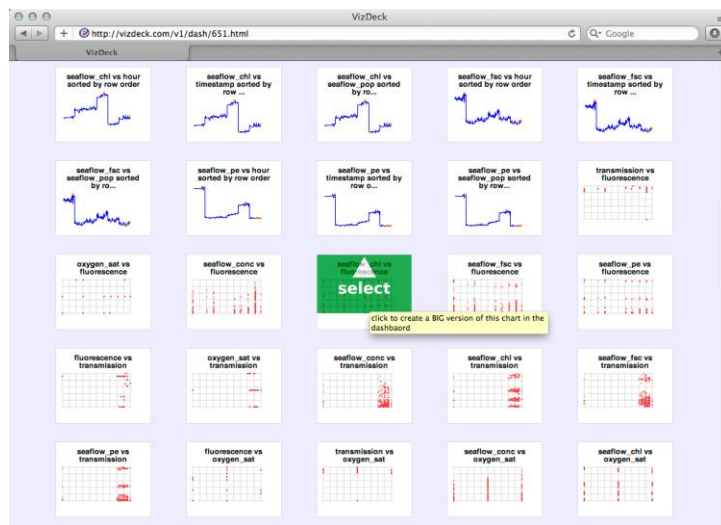 VizDeck
http://vizdeck.com/v1/dash/651.html
Google
VizDeck
seaflow_chl vs hour
sorted by row order
seaflow_chl vs
timestamp sorted by
row ...
seaflow_chl vs
seaflow_pop sorted
by ro...
seaflow_fsc vs hour
sorted by row order
seaflow_fsc vs
timestamp sorted by
row ...
seaflow_fsc vs
seaflow_pop sorted
by ro...
seaflow_pe vs hour
sorted by row order
seaflow_pe vs
timestamp sorted by
row o...
seaflow_pe vs
seaflow_pop sorted
by row...
transmission vs
fluorescence
oxygen_sat vs
fluorescence
seaflow_conc vs
fluorescence
seaflow_chl vs
fluorescence
select
click to create a BIG version of this chart in the
dashbaord
seaflow_fsc vs
fluorescence
seaflow_pe vs
fluorescence
fluorescence vs
transmission
oxygen_sat vs
transmission
seaflow_conc vs
transmission
seaflow_chl vs
transmission
seaflow_fsc vs
transmission
seaflow_pe vs
transmission
fluorescence vs
oxygen_sat
transmission vs
oxygen_sat
seaflow_conc vs
oxygen_sat
seaflow_chl vs
oxygen_sat